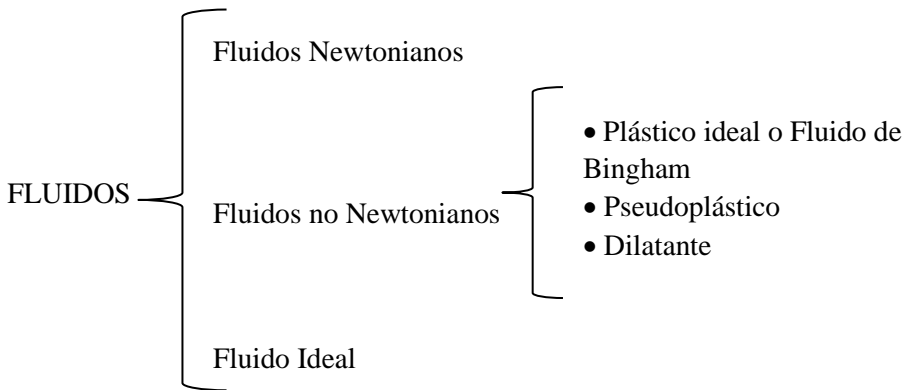 FLUIDOS
Fluidos Newtonianos
Fluidos no Newtonianos
• Plástico ideal o Fluido de
Bingham
• Pseudoplástico
• Dilatante
Fluido Ideal